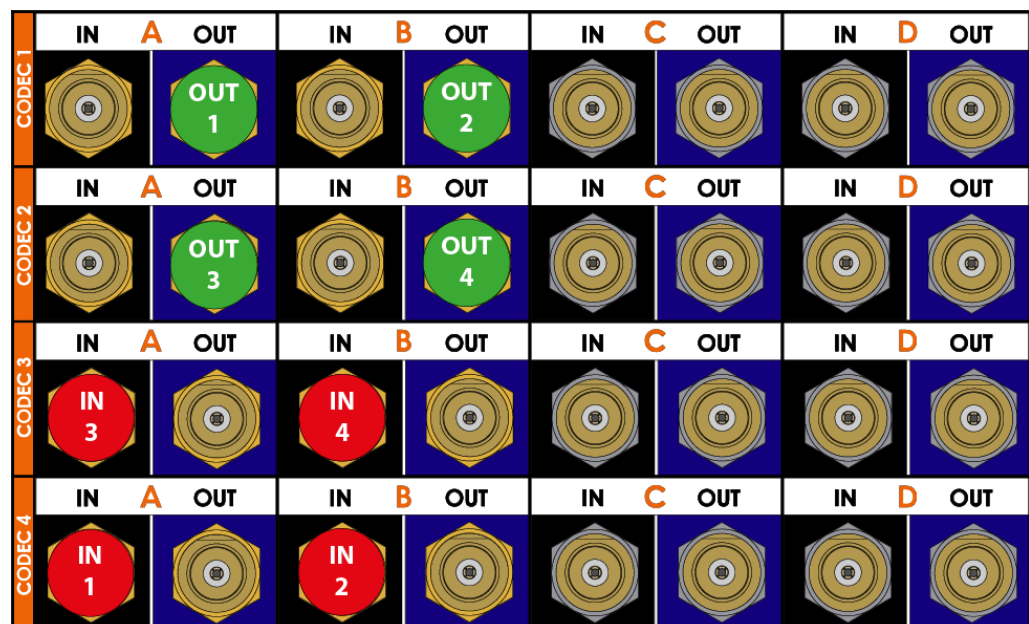 CODEC 1
IN A OUT IN B OUT IN C OUT IN D OUT
OUT 1
OUT 2
CODEC 2
IN A OUT IN B OUT IN C OUT IN D OUT
OUT 3
OUT 4
CODEC 3
IN A OUT IN B OUT IN C OUT IN D OUT
IN 3
IN 4
CODEC 4
IN A OUT IN B OUT IN C OUT IN D OUT
IN 1
IN 2